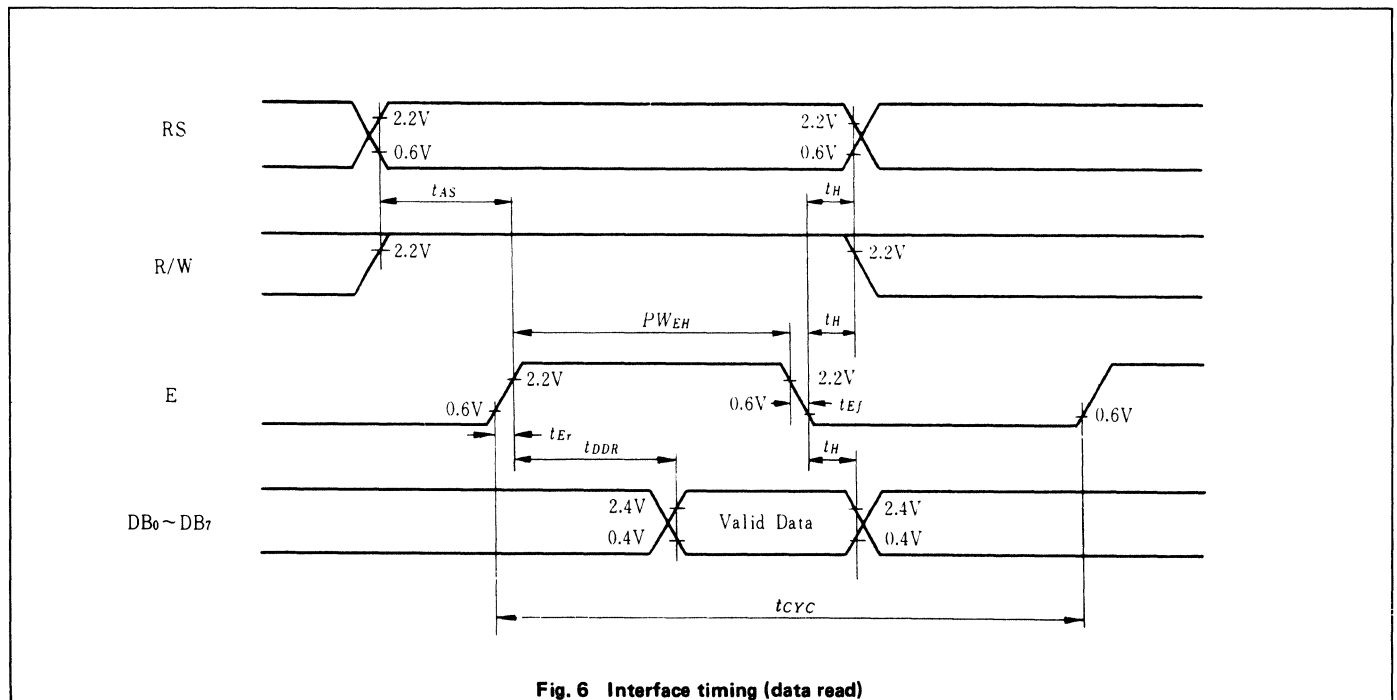 RS
2.2V
0.6V
2.2V
0.6V
tAS
tH
R/W
2.2V
2.2V
PWEH
tH
E
2.2V
0.6V
2.2V
0.6V
tEf
0.6V
tEr
tDDR
tH
DB0~DB7
2.4V
0.4V
Valid Data
2.4V
0.4V
tCYC
Fig. 6 Interface timing (data read)